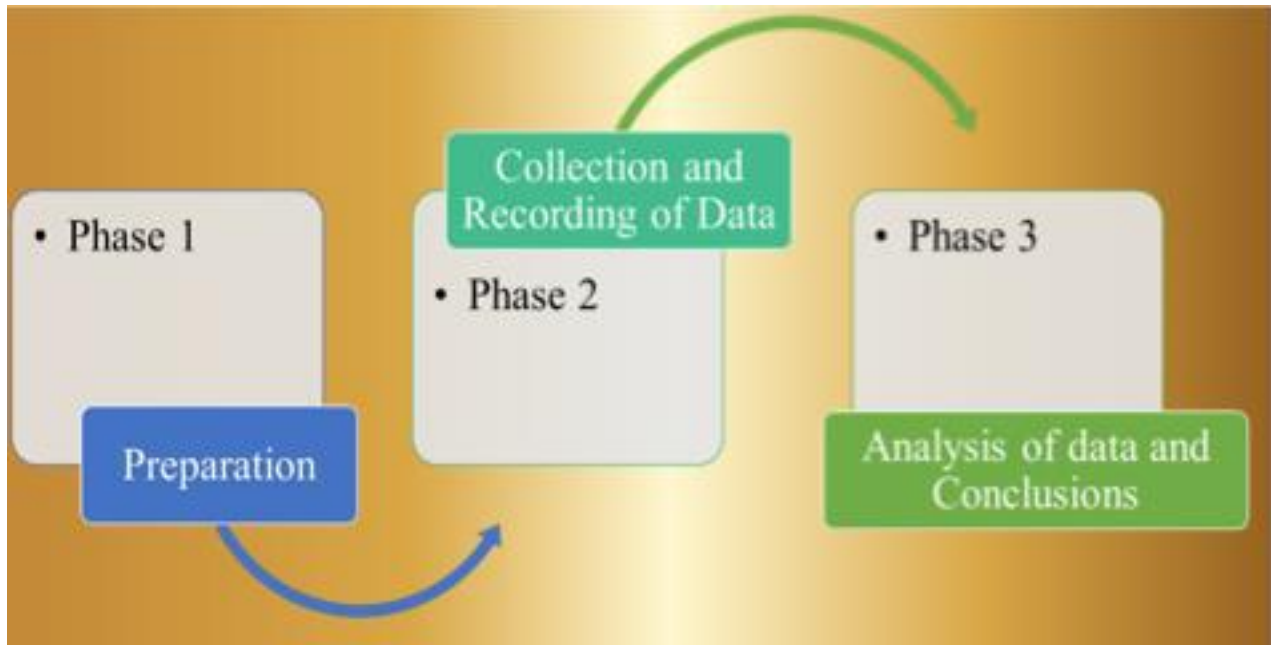 • Phase 1
Preparation
Collection and
Recording of Data
• Phase 2
• Phase 3
Analysis of data and
Conclusions